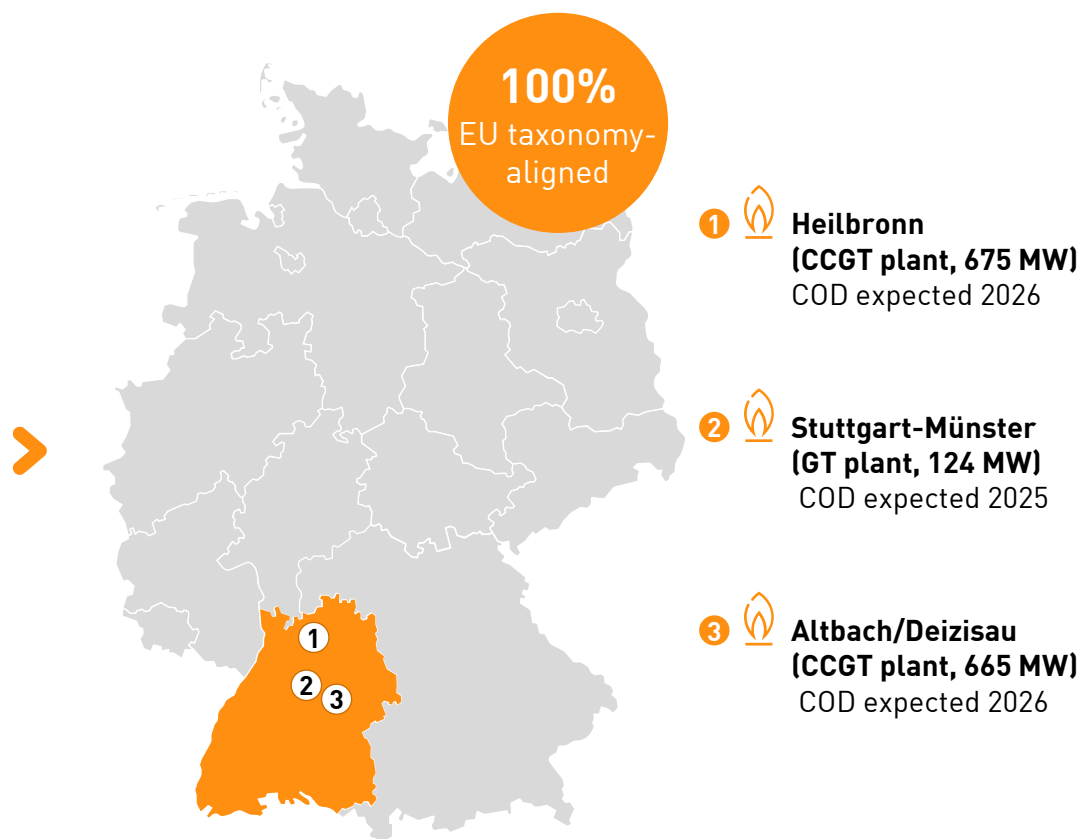 100%
EU taxonomy-
aligned
1 Heilbronn
(CCGT plant, 675 MW)
COD expected 2026
2 Stuttgart-Münster
(GT plant, 124 MW)
COD expected 2025
3 Altbach/Deizisau
(CCGT plant, 665 MW)
COD expected 2026
1
2
3